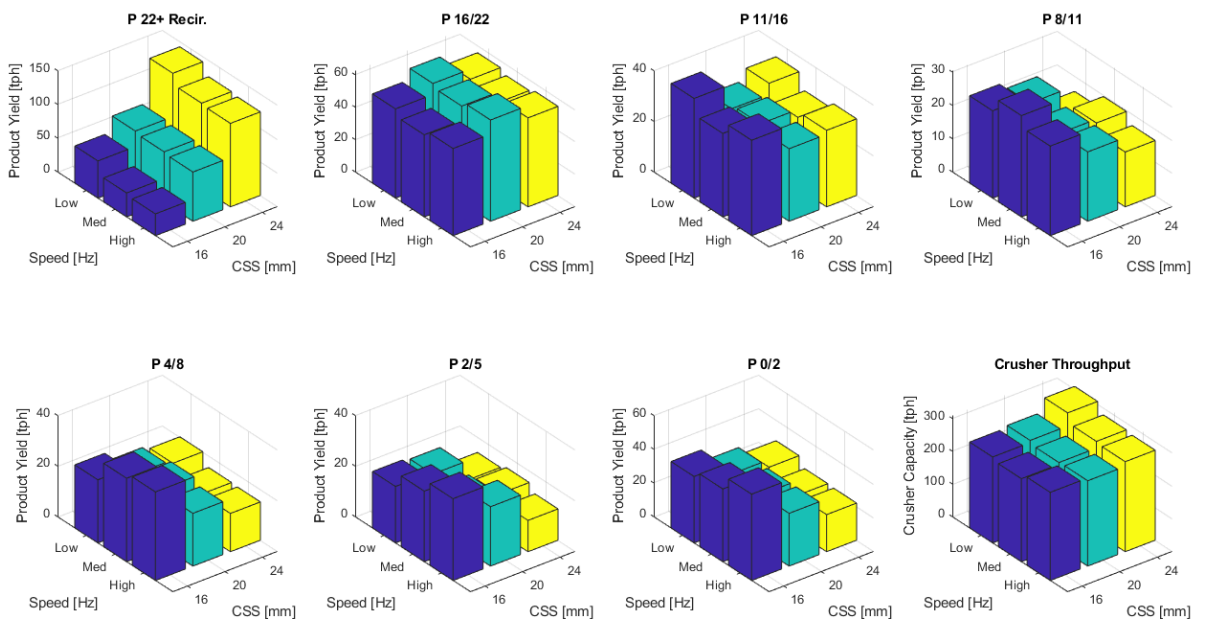 P 22+ Recir.
Product Yield [tph]
150
100
50
0
Low
Med
High
Speed [Hz]
16
20
24
CSS [mm]
P 16/22
Product Yield [tph]
60
40
20
0
Low
Med
High
Speed [Hz]
16
20
24
CSS [mm]
P 11/16
Product Yield [tph]
40
20
0
Low
Med
High
Speed [Hz]
16
20
24
CSS [mm]
P 8/11
Product Yield [tph]
30
20
10
0
Low
Med
High
Speed [Hz]
16
20
24
CSS [mm]
P 4/8
Product Yield [tph]
40
20
0
Low
Med
High
Speed [Hz]
16
20
24
CSS [mm]
P 2/5
Product Yield [tph]
40
20
0
Low
Med
High
Speed [Hz]
16
20
24
CSS [mm]
P 0/2
Product Yield [tph]
60
40
20
0
Low
Med
High
Speed [Hz]
16
20
24
CSS [mm]
Crusher Throughput
Crusher Capacity [tph]
300
200
100
0
Low
Med
High
Speed [Hz]
16
20
24
CSS [mm]